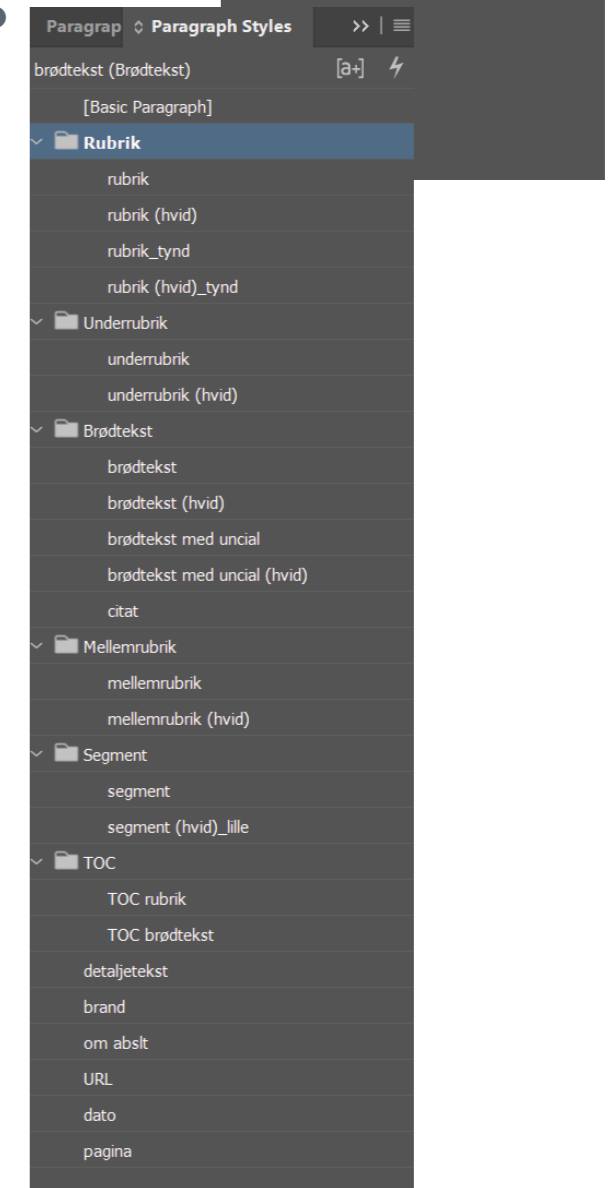 Paragrap Paragraph Styles
brødtekst (Brødtekst) [a+]
[Basic Paragraph]
Rubrik
rubrik
rubrik (hvid)
rubrik_tynd
rubrik (hvid)_tynd
Underrubrik
underrubrik
underrubrik (hvid)
Brødtekst
brødtekst
brødtekst (hvid)
brødtekst med uncial
brødtekst med uncial (hvid)
citat
Mellemrubrik
mellemrubrik
mellemrubrik (hvid)
Segment
segment
segment (hvid)_lille
TOC
TOC rubrik
TOC brødtekst
detaljetekst
brand
om abslt
URL
dato
pagina